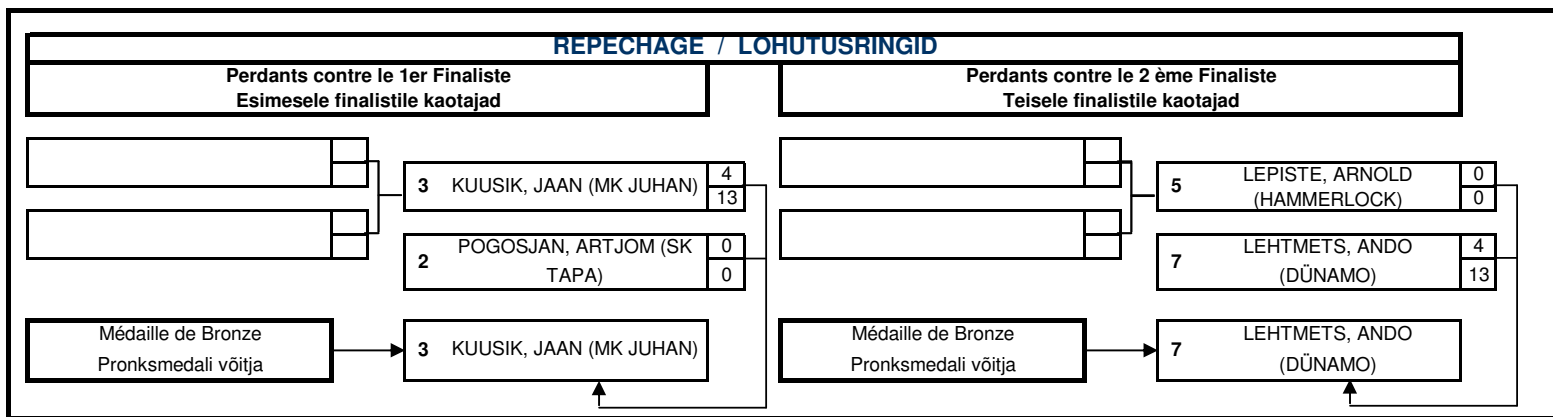 REPECHAGE / LOHUTUSRINGID
Perdants contre le 1er Finaliste
Esimesele finalistile kaotajad
Perdants contre le 2 ème Finaliste
Teisele finalistile kaotajad
3 KUUSIK, JAAN (MK JUHAN) 4
13
2 POGOSJAN, ARTJOM (SK 0
TAPA) 0
5 LEPISTE, ARNOLD 0
(HAMMERLOCK) 0
7 LEHTMETS, ANDO 4
(DÜNAMO) 13
Médaille de Bronze
Pronksmedali võitja
3 KUUSIK, JAAN (MK JUHAN)
Médaille de Bronze
Pronksmedali võitja
7 LEHTMETS, ANDO
(DÜNAMO)